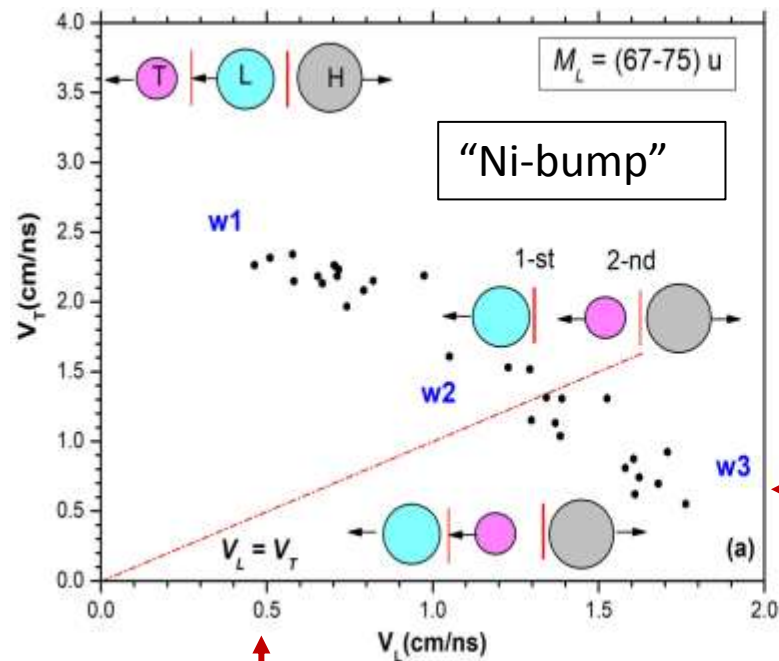 4.0
3.5
3.0
2.5
2.0
1.5
1.0
0.5
0.0
V_T(cm/ns)
T L H
M_L = (67-75) u
“Ni-bump”
w1
1-st 2-nd
w2
w3
V_L = V_T
(a)
0.0 0.5 1.0 1.5 2.0
V_L(cm/ns)